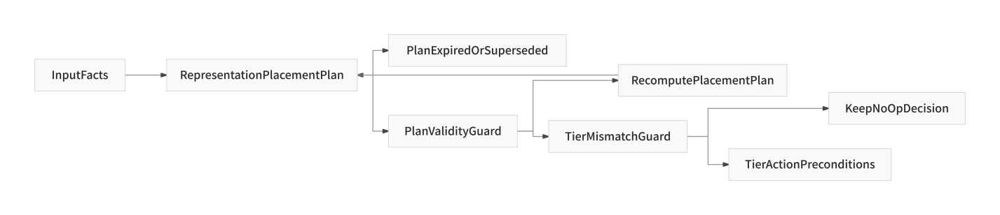 InputFacts
RepresentationPlacementPlan
PlanExpiredOrSuperseded
PlanValidityGuard
RecomputePlacementPlan
TierMismatchGuard
KeepNoOpDecision
TierActionPreconditions